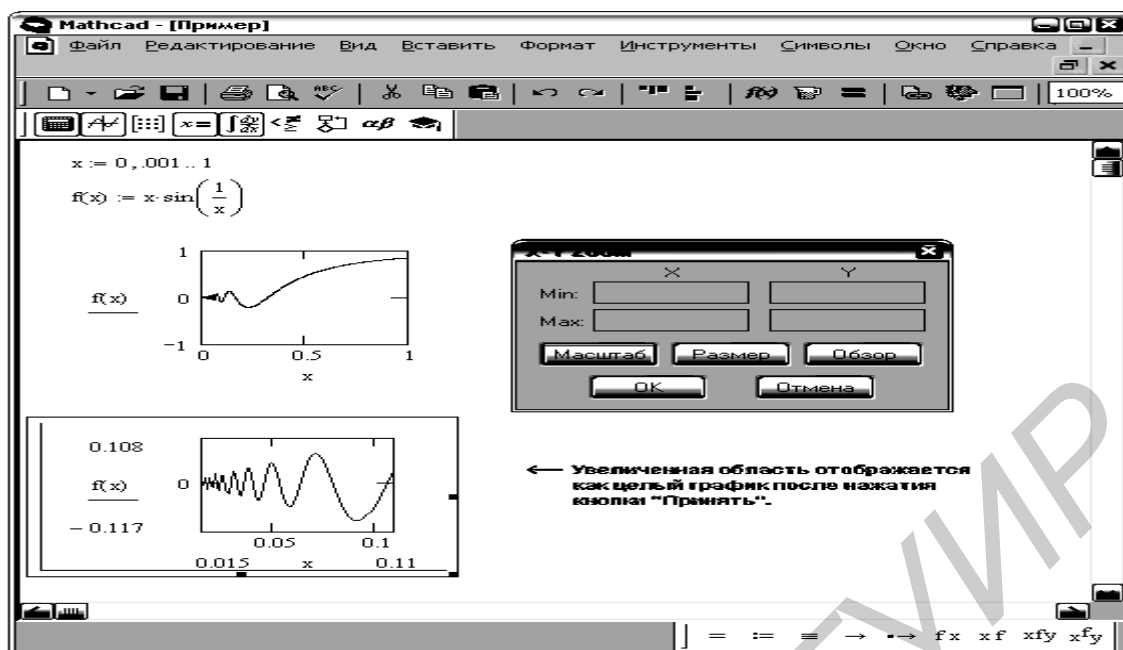 Mathcad - [Пример]
Файл Редактирование Вид Вставить Формат Инструменты Символы Окно Справка
100%
x := 0, .001 .. 1
f(x) := x· sin(1/x)
1
f(x) 0
−1
0 0.5 1
x
X-Y Zoom
X Y
Min:
Max:
Масштаб Размер Обзор
OK Отмена
0.108
f(x) 0
− 0.117
0.05 0.1
0.015 x 0.11
← Увеличенная область отображается
как целый график после нажатия
кнопки "Принять".
= := ≡ → •→ fx xf xfy xfy
ГУИР